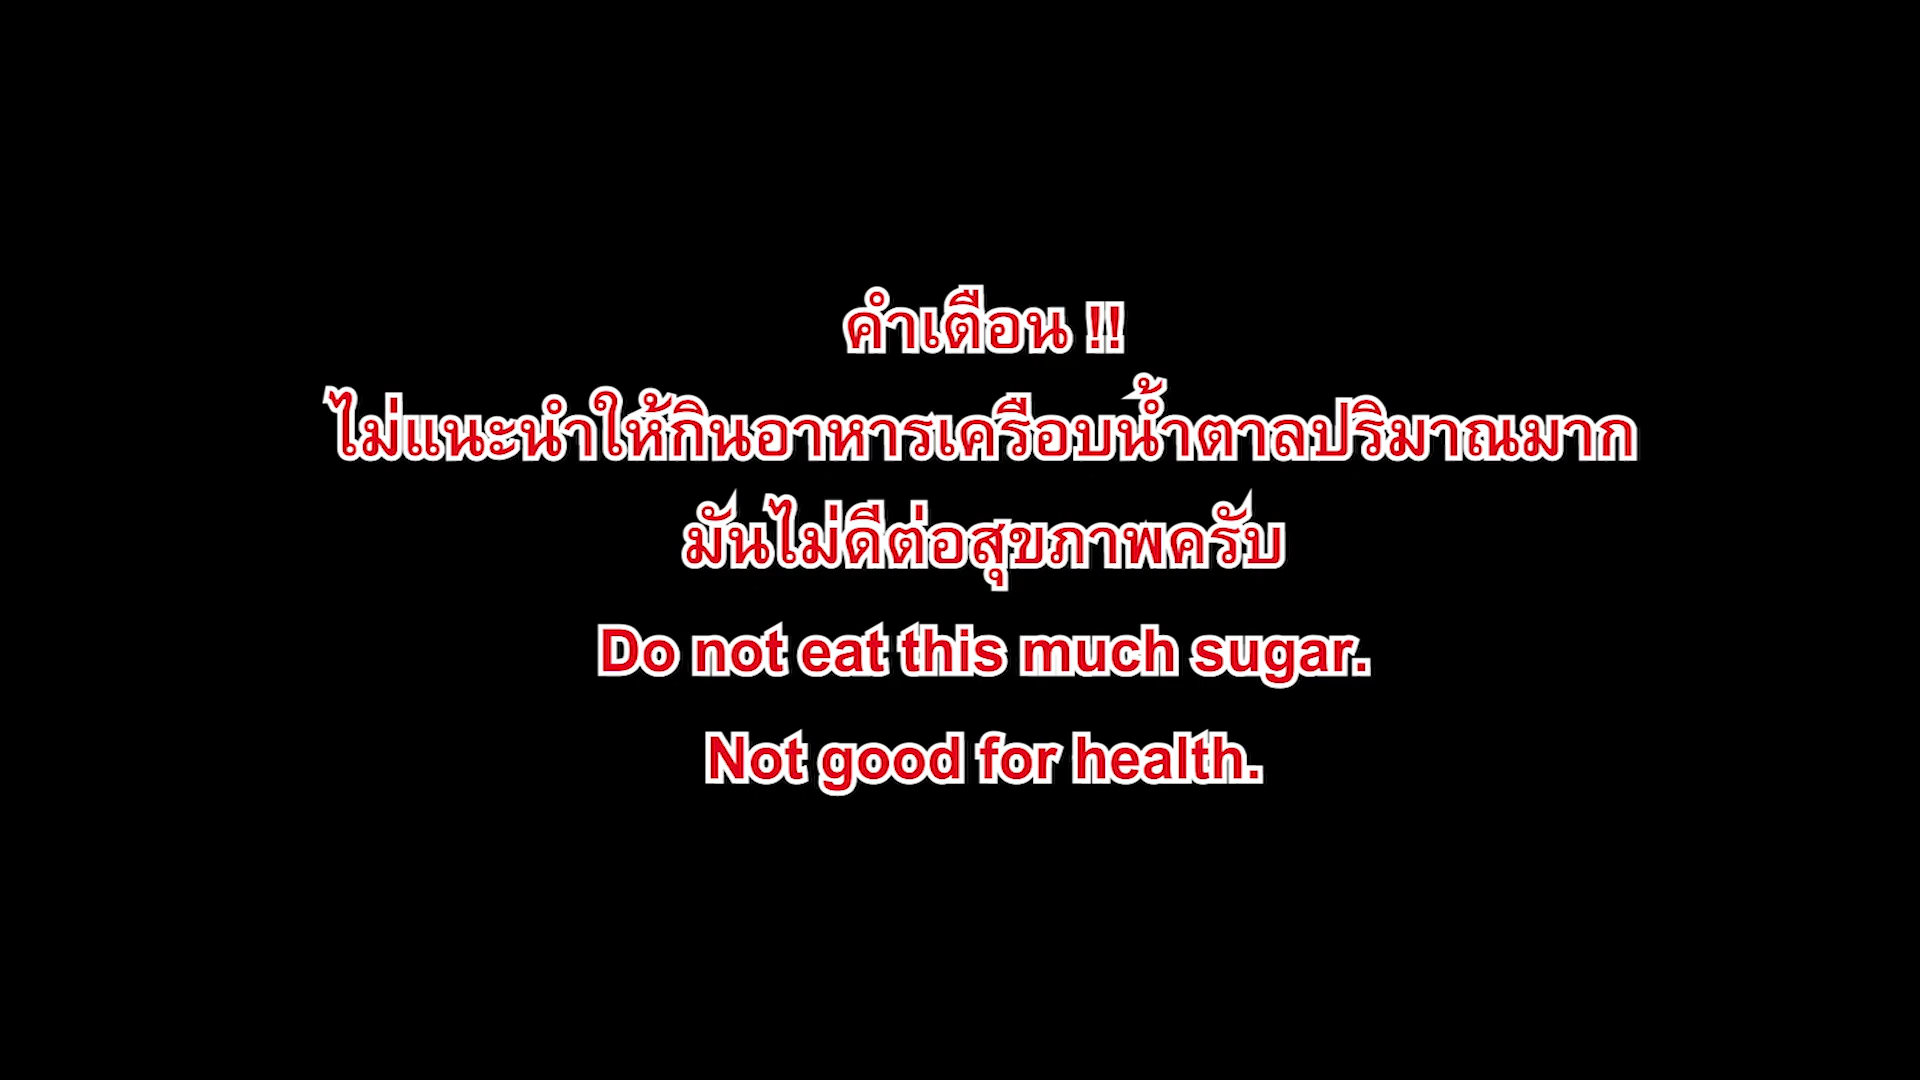 คำเตือน !!
ไม่แนะนำให้กินอาหารเครือบน้ำตาลปริมาณมาก
มันไม่ดีต่อสุขภาพครับ
Do not eat this much sugar.
Not good for health.